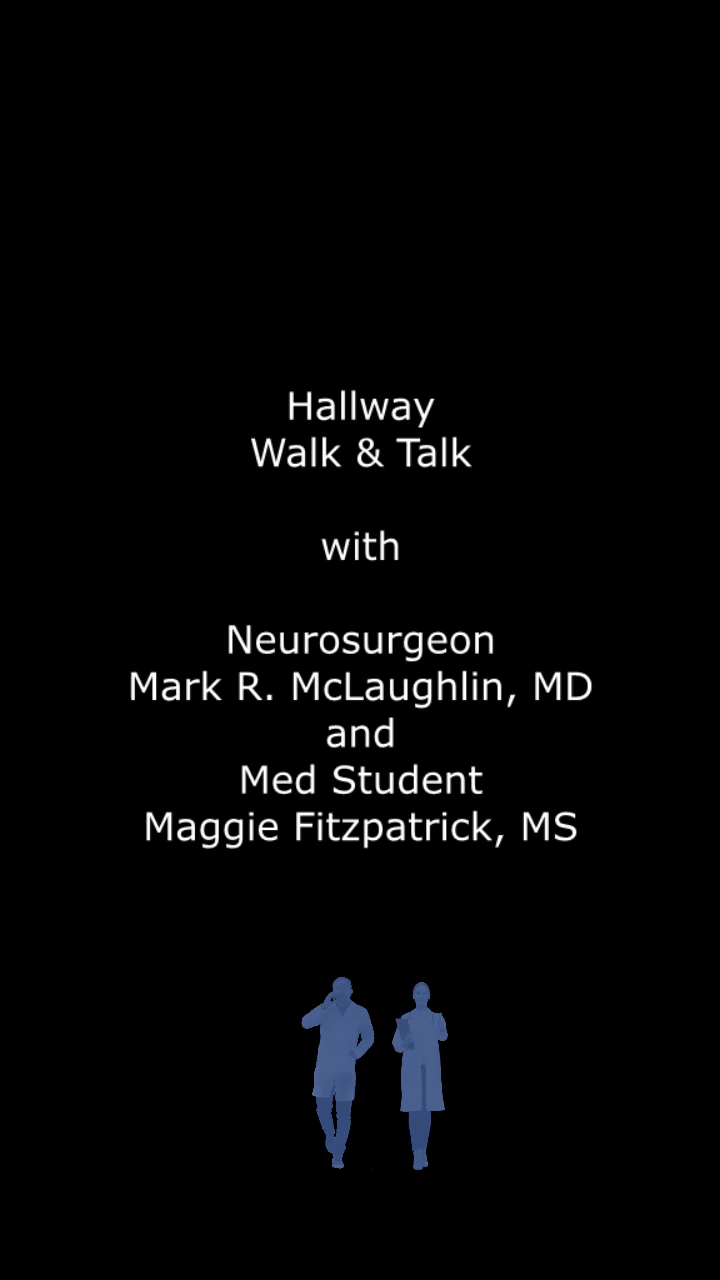 Hallway
Walk & Talk
with
Neurosurgeon
Mark R. McLaughlin, MD
and
Med Student
Maggie Fitzpatrick, MS